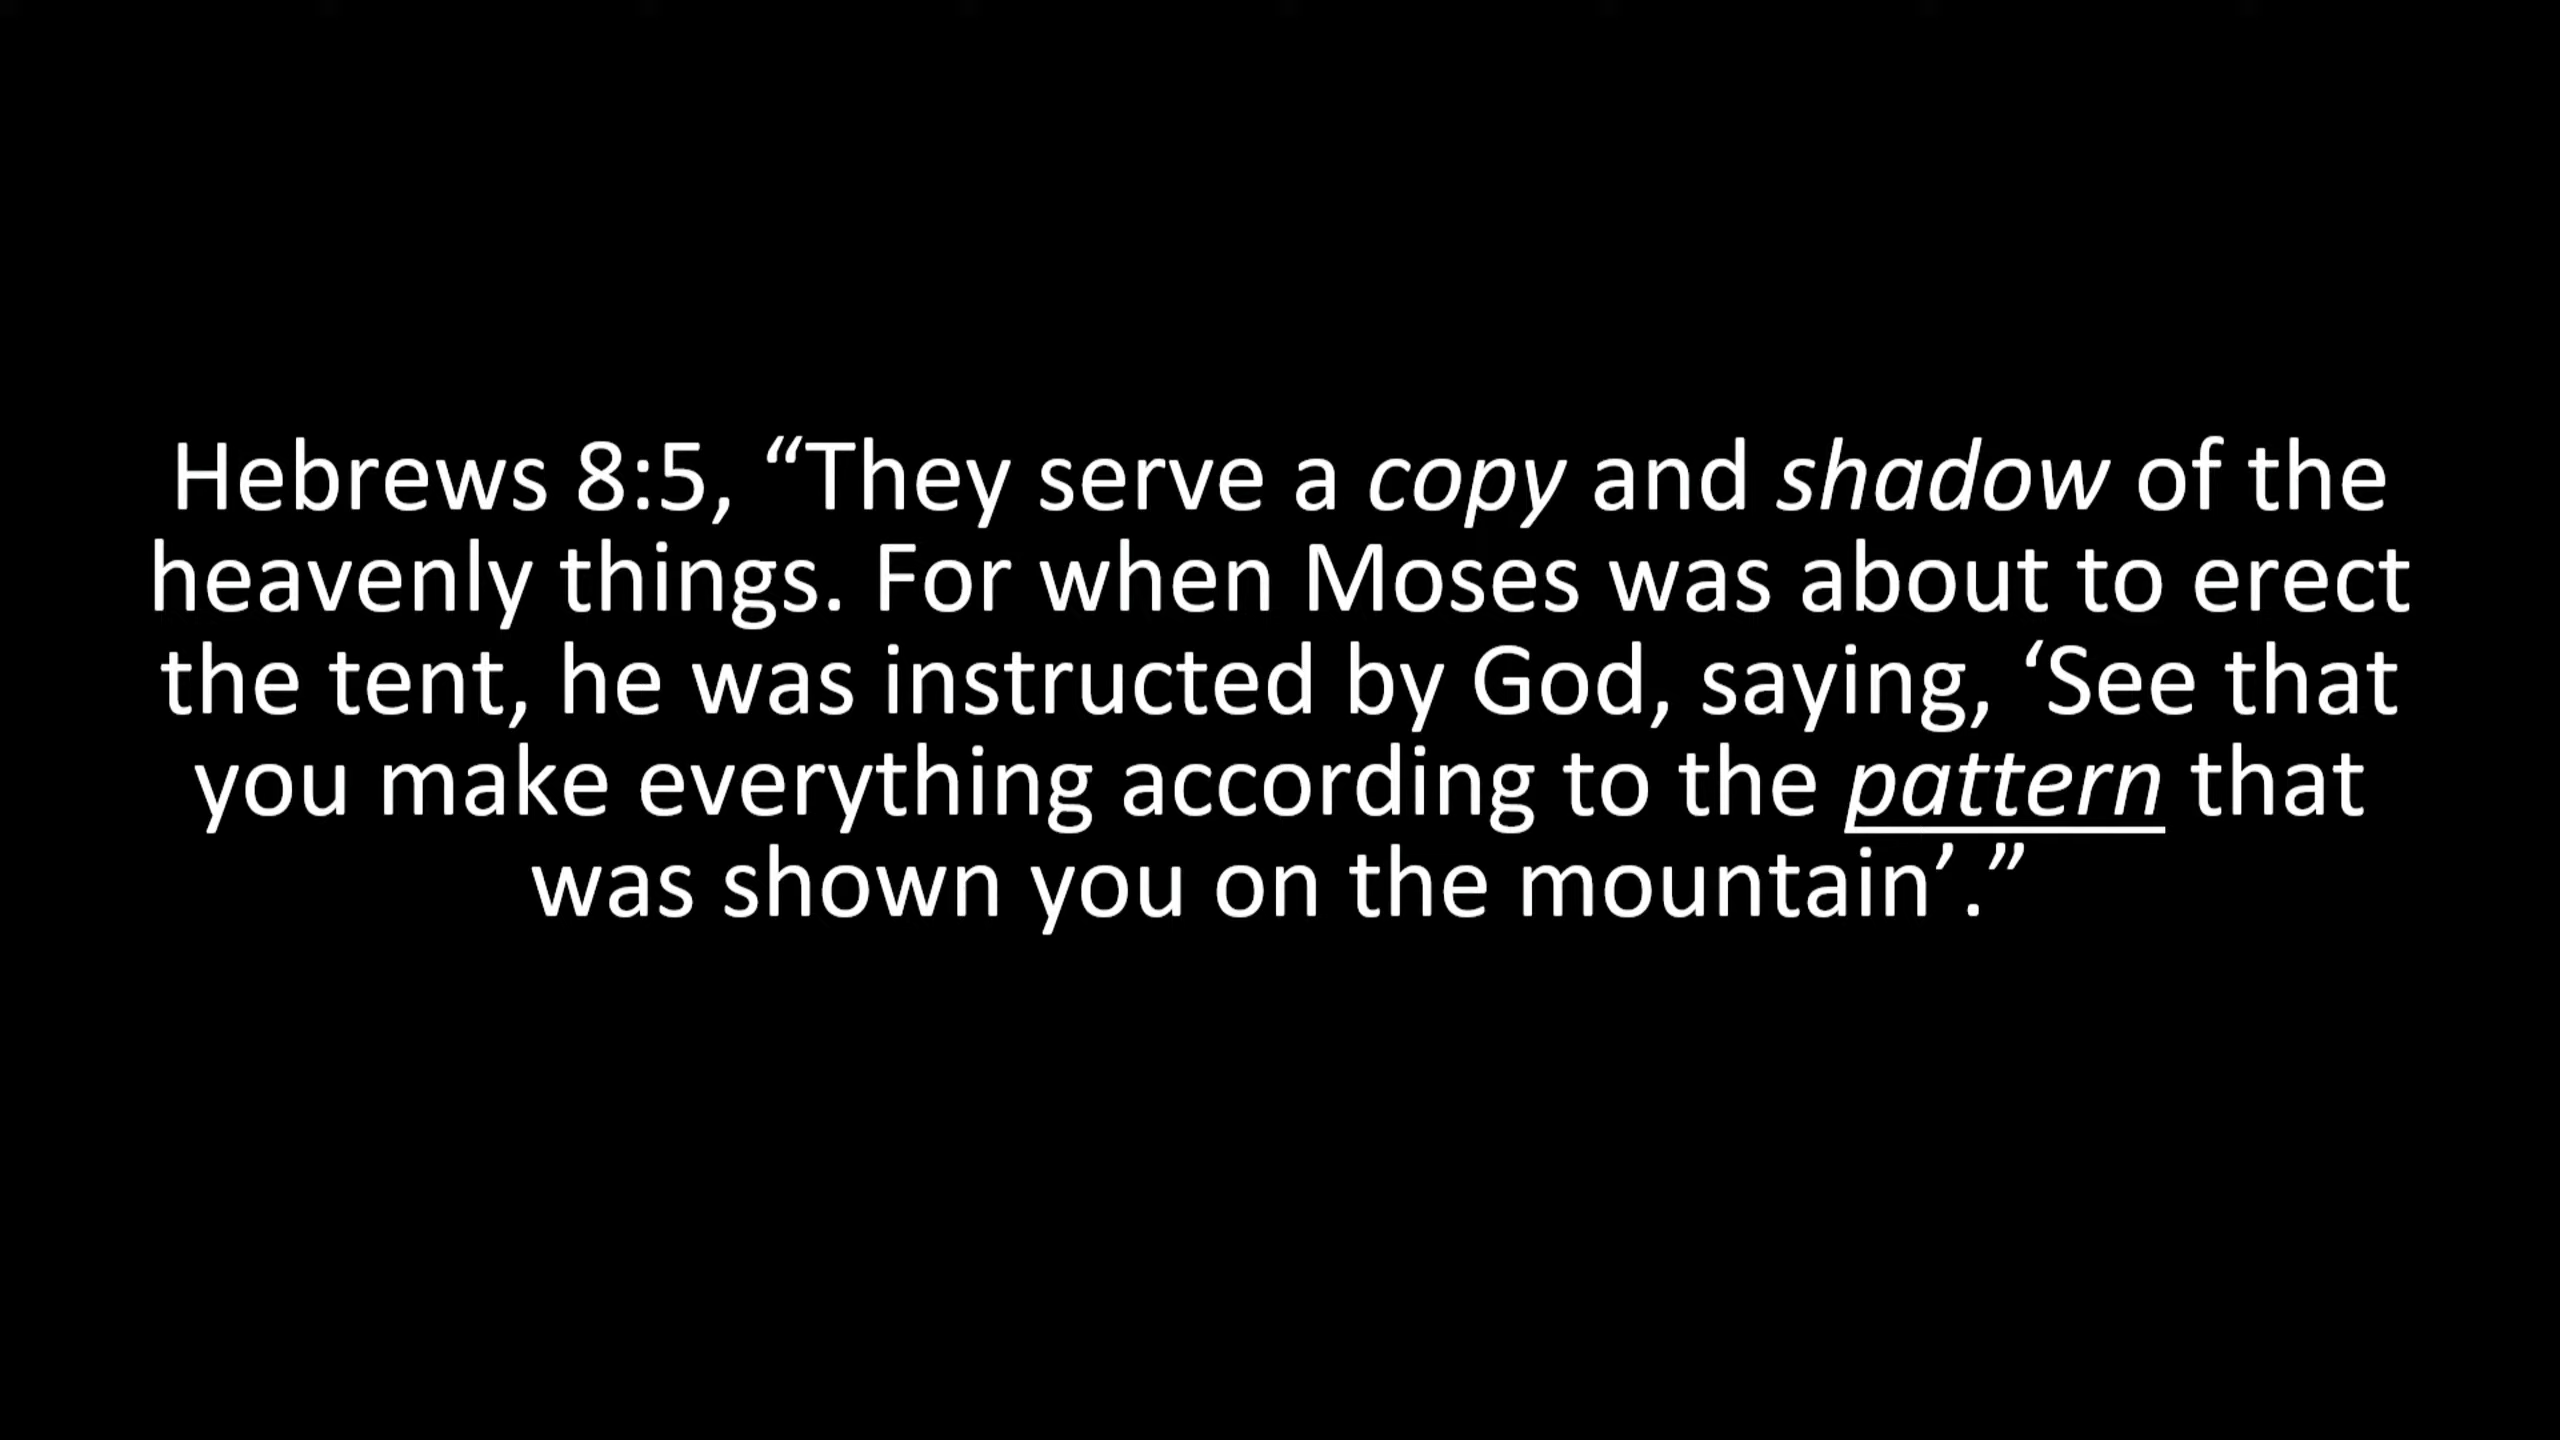 Hebrews 8:5, “They serve a copy and shadow of the
heavenly things. For when Moses was about to erect
the tent, he was instructed by God, saying, ‘See that
you make everything according to the pattern that
was shown you on the mountain’.”